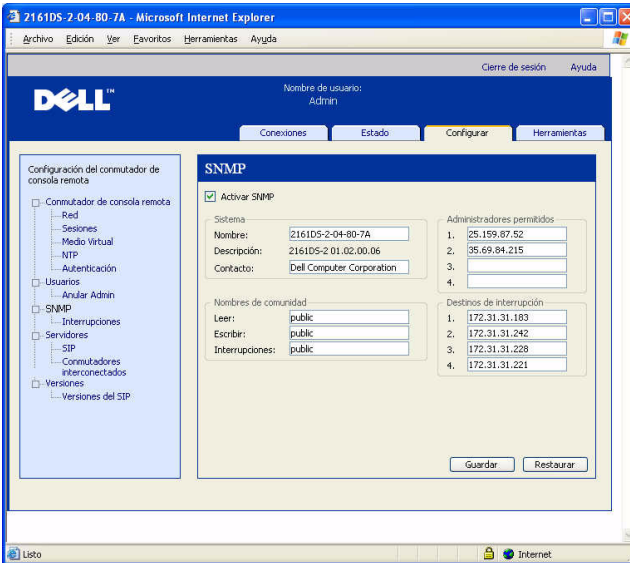 2161DS-2-04-80-7A - Microsoft Internet Explorer
Archivo Edición Ver Favoritos Herramientas Ayuda
Cierre de sesión Ayuda
DELL™
Nombre de usuario:
Admin
Conexiones Estado Configurar Herramientas
Configuración del conmutador de
consola remota
Conmutador de consola remota
Red
Sesiones
Medio Virtual
NTP
Autenticación
Usuarios
Anular Admin
SNMP
Interrupciones
Servidores
SIP
Conmutadores
interconectados
Versiones
Versiones del SIP
SNMP
Activar SNMP
Sistema
Nombre: 2161DS-2-04-80-7A
Descripción: 2161DS-2 01.02.00.06
Contacto: Dell Computer Corporation
Administradores permitidos
1. 25.159.87.52
2. 35.69.84.215
3.
4.
Nombres de comunidad
Leer: public
Escribir: public
Interrupciones: public
Destinos de interrupción
1. 172.31.31.183
2. 172.31.31.242
3. 172.31.31.228
4. 172.31.31.221
Guardar Restaurar
Listo Internet